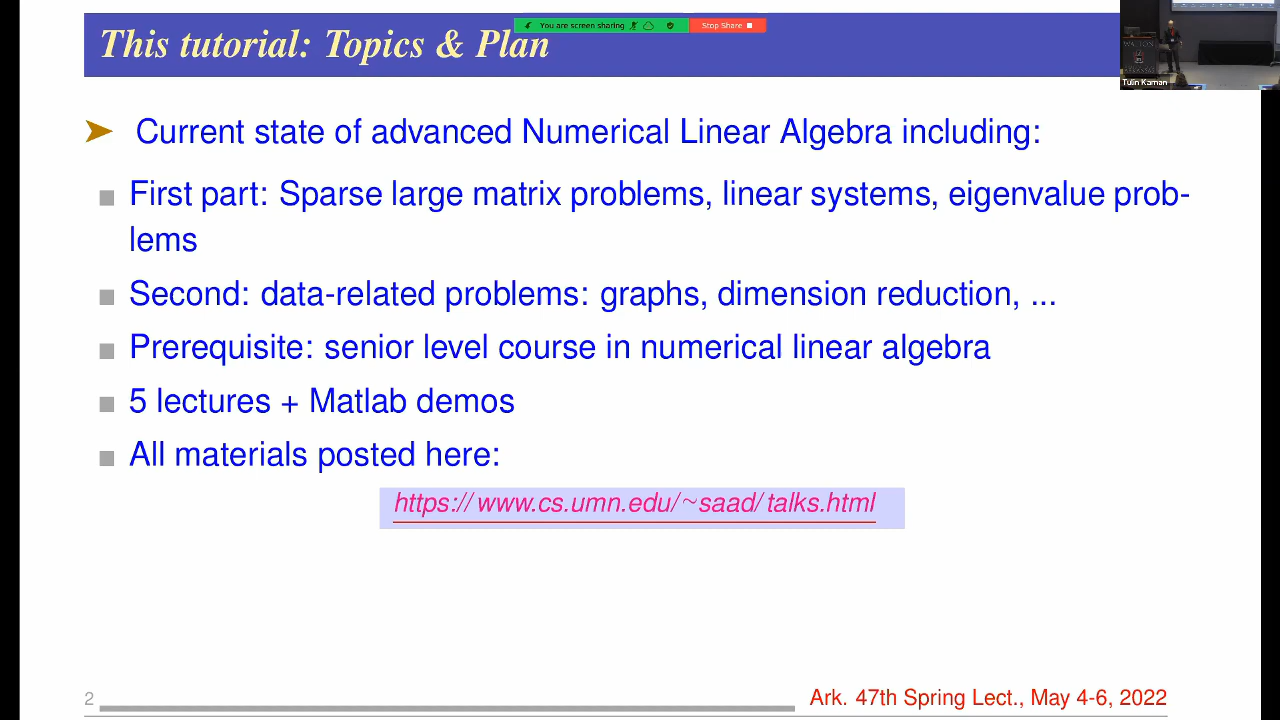 You are screen sharing
Stop Share
This tutorial: Topics & Plan
WALTON
ARKANSAS
Tulin Kaman
Current state of advanced Numerical Linear Algebra including:
First part: Sparse large matrix problems, linear systems, eigenvalue prob-
lems
Second: data-related problems: graphs, dimension reduction, ...
Prerequisite: senior level course in numerical linear algebra
5 lectures + Matlab demos
All materials posted here:
https://www.cs.umn.edu/~saad/talks.html
2
Ark. 47th Spring Lect., May 4-6, 2022